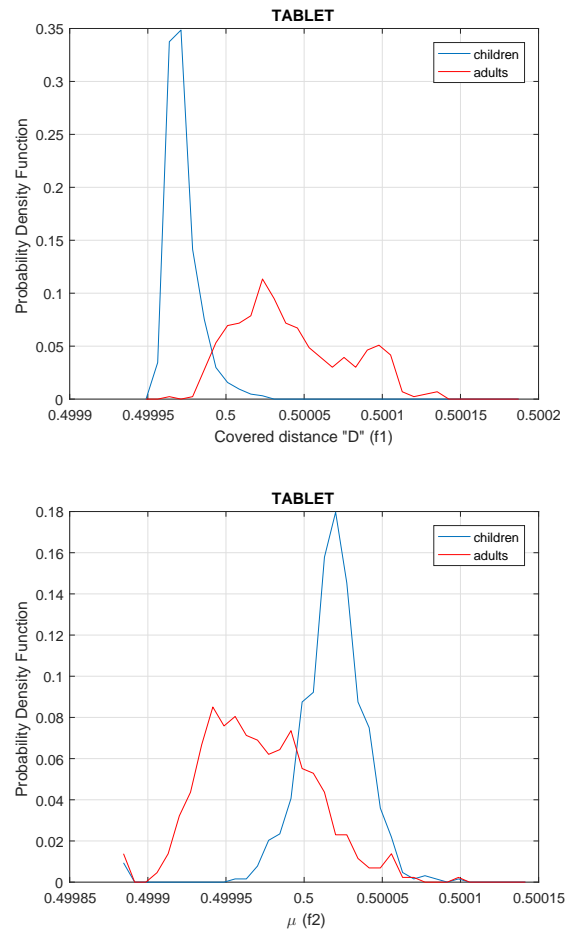 TABLET
0.35
0.3
0.25
0.2
0.15
0.1
0.05
0
Probability Density Function
children
adults
0.4999 0.49995 0.5 0.50005 0.5001 0.50015 0.5002
Covered distance "D" (f1)
TABLET
0.18
0.16
0.14
0.12
0.1
0.08
0.06
0.04
0.02
0
Probability Density Function
children
adults
0.49985 0.4999 0.49995 0.5 0.50005 0.5001 0.50015
μ (f2)